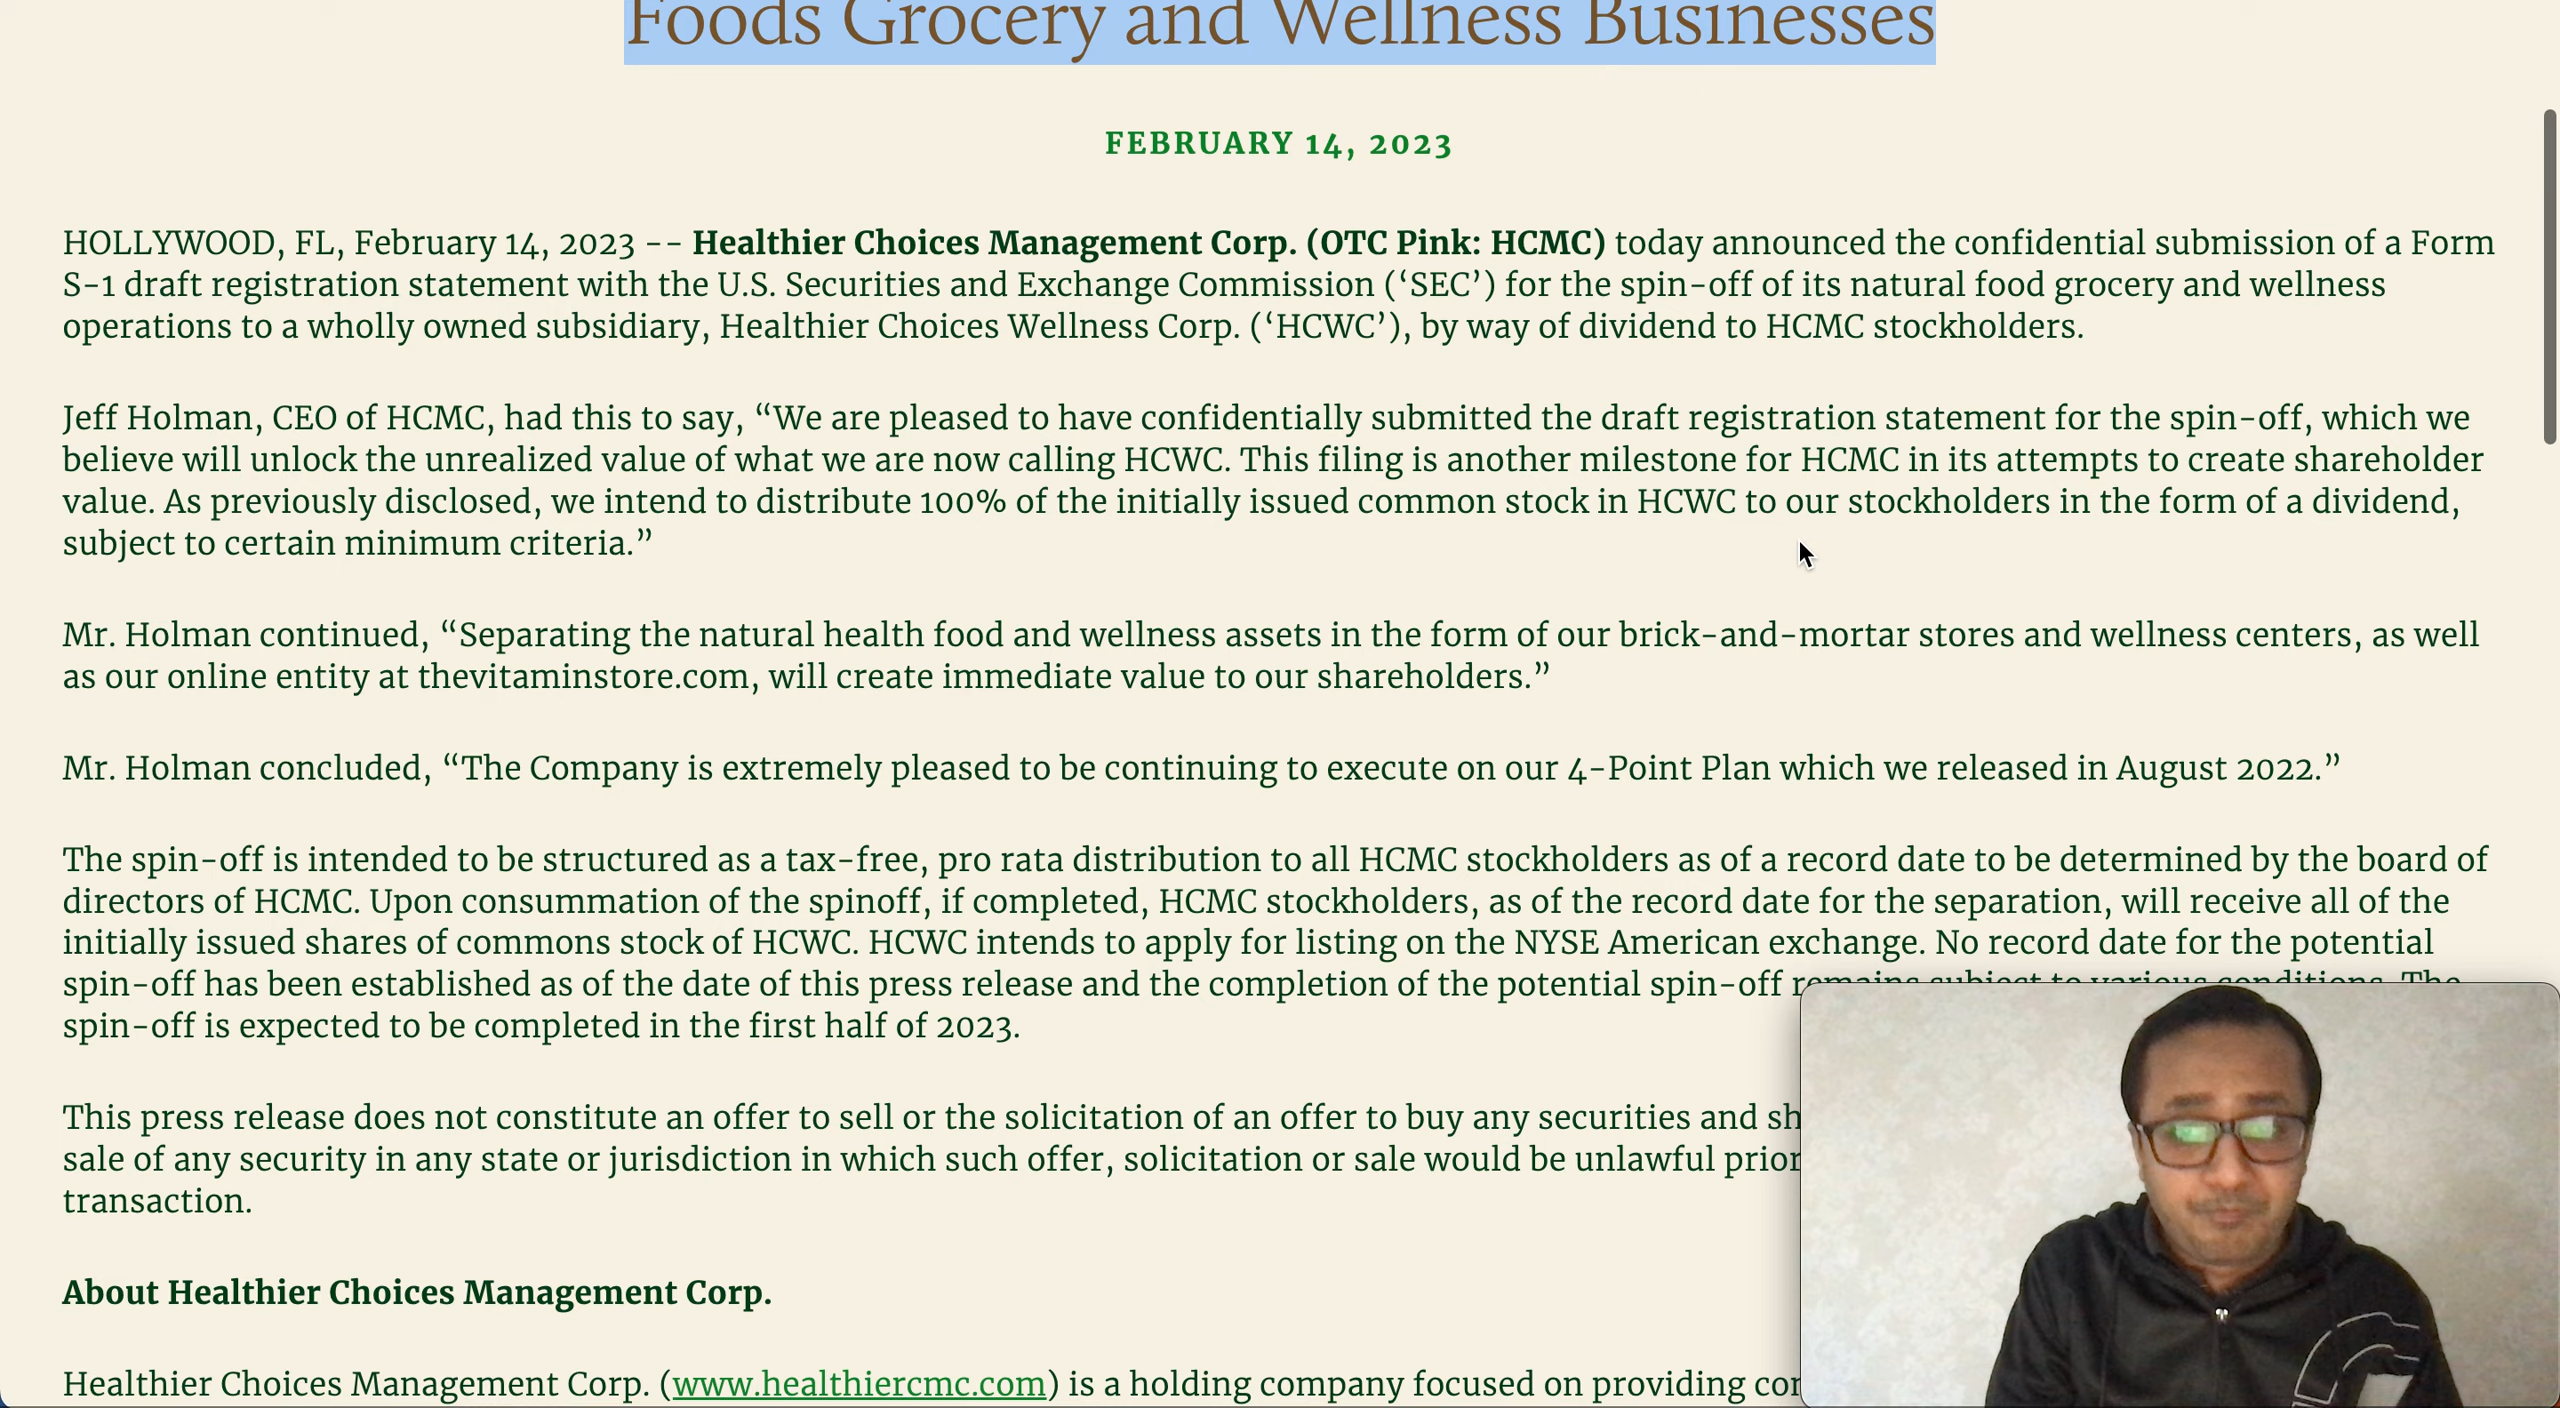 Foods Grocery and Wellness Businesses
FEBRUARY 14, 2023
HOLLYWOOD, FL, February 14, 2023 -- Healthier Choices Management Corp. (OTC Pink: HCMC) today announced the confidential submission of a Form
S-1 draft registration statement with the U.S. Securities and Exchange Commission (‘SEC’) for the spin-off of its natural food grocery and wellness
operations to a wholly owned subsidiary, Healthier Choices Wellness Corp. (‘HCWC’), by way of dividend to HCMC stockholders.
Jeff Holman, CEO of HCMC, had this to say, “We are pleased to have confidentially submitted the draft registration statement for the spin-off, which we
believe will unlock the unrealized value of what we are now calling HCWC. This filing is another milestone for HCMC in its attempts to create shareholder
value. As previously disclosed, we intend to distribute 100% of the initially issued common stock in HCWC to our stockholders in the form of a dividend,
subject to certain minimum criteria.”
Mr. Holman continued, “Separating the natural health food and wellness assets in the form of our brick-and-mortar stores and wellness centers, as well
as our online entity at thevitaminstore.com, will create immediate value to our shareholders.”
Mr. Holman concluded, “The Company is extremely pleased to be continuing to execute on our 4-Point Plan which we released in August 2022.”
The spin-off is intended to be structured as a tax-free, pro rata distribution to all HCMC stockholders as of a record date to be determined by the board of
directors of HCMC. Upon consummation of the spinoff, if completed, HCMC stockholders, as of the record date for the separation, will receive all of the
initially issued shares of commons stock of HCWC. HCWC intends to apply for listing on the NYSE American exchange. No record date for the potential
spin-off has been established as of the date of this press release and the completion of the potential spin-off remains subject to various conditions. The
spin-off is expected to be completed in the first half of 2023.
This press release does not constitute an offer to sell or the solicitation of an offer to buy any securities and sh
sale of any security in any state or jurisdiction in which such offer, solicitation or sale would be unlawful prior
transaction.
About Healthier Choices Management Corp.
Healthier Choices Management Corp. (www.healthiercmc.com) is a holding company focused on providing con